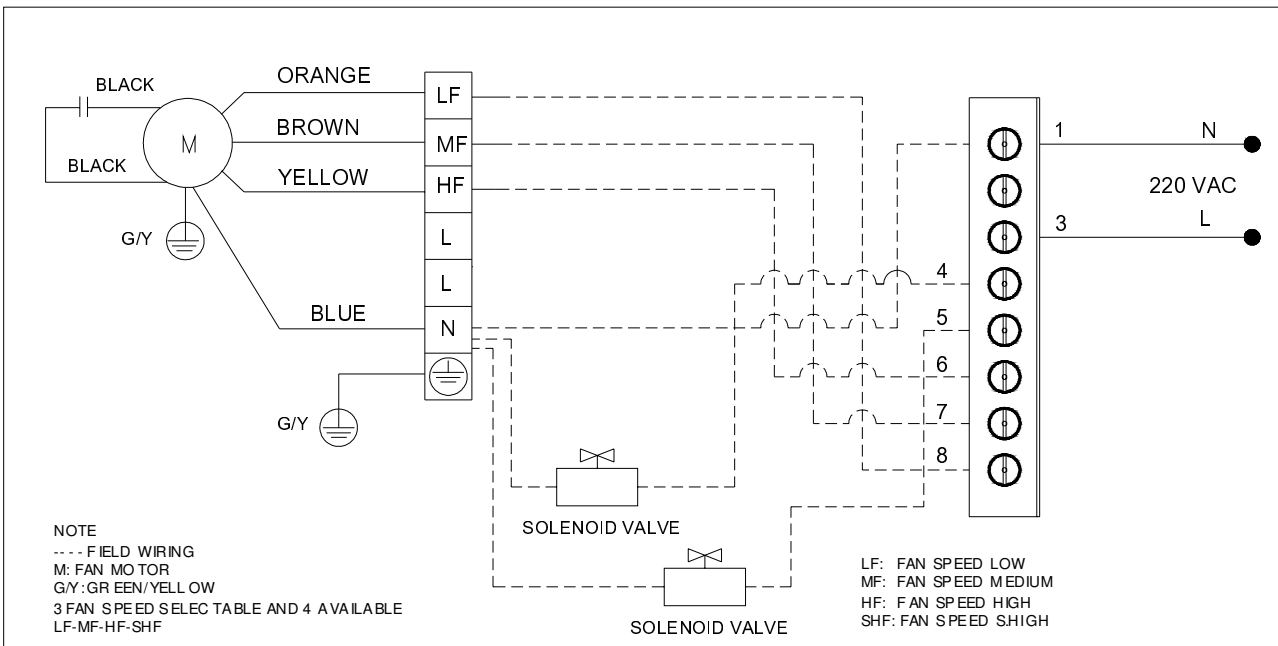 BLACK
BLACK
M
G/Y
ORANGE
BROWN
YELLOW
BLUE
LF
MF
HF
L
L
N
G/Y
1
N
220 VAC
3
L
4
5
6
7
8
SOLENOID VALVE
SOLENOID VALVE
NOTE
---- FIELD WIRING
M: FAN MOTOR
G/Y:GREEN/YELLOW
3 FAN SPEED SELECTABLE AND 4 AVAILABLE
LF-MF-HF-SHF
LF: FAN SPEED LOW
MF: FAN SPEED MEDIUM
HF: FAN SPEED HIGH
SHF: FAN SPEED S.HIGH